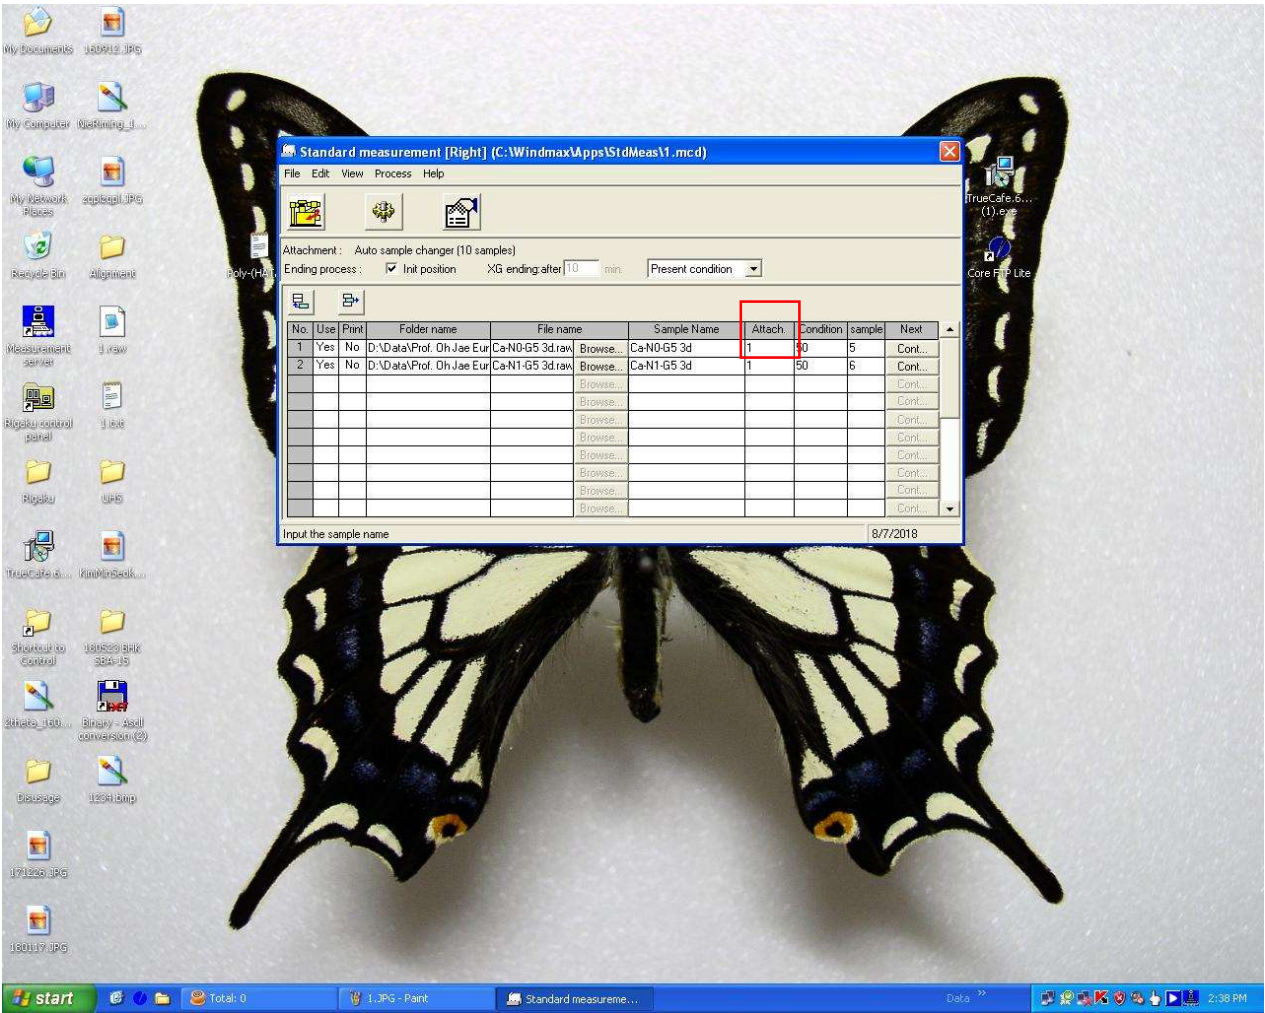 My Documents
160912.JPG
My Computer
My Network
Places
Recycle Bin
Alignment
Measurement
server
1.raw
Rigaku control
panel
1.txt
Rigaku
UHS
TrueCafe.6....
KimMinSeok...
Shortcut to
Control
180523 BHK
SBA-15
2theta_160...
Binary - Ascii
conversion (2)
Disusage
1234.bmp
171226.JPG
180117.JPG
TrueCafe.6...
(1).exe
Core FTP Lite
Standard measurement [Right] (C:\Windmax\Apps\StdMeas\1.mcd)
File Edit View Process Help
Attachment : Auto sample changer (10 samples)
Ending process : Init position XG ending:after 10 min. Present condition
No. Use Print Folder name File name Sample Name Attach. Condition sample Next
1 Yes No D:\Data\Prof. Oh Jae Eur Ca-N0-G5 3d.raw Browse... Ca-N0-G5 3d 1 50 5 Cont...
2 Yes No D:\Data\Prof. Oh Jae Eur Ca-N1-G5 3d.raw Browse... Ca-N1-G5 3d 1 50 6 Cont...
Browse... Cont...
Browse... Cont...
Browse... Cont...
Browse... Cont...
Browse... Cont...
Browse... Cont...
Browse... Cont...
Browse... Cont...
Input the sample name 8/7/2018
start Total: 0 1.JPG - Paint Standard measureme... Data » 2:38 PM